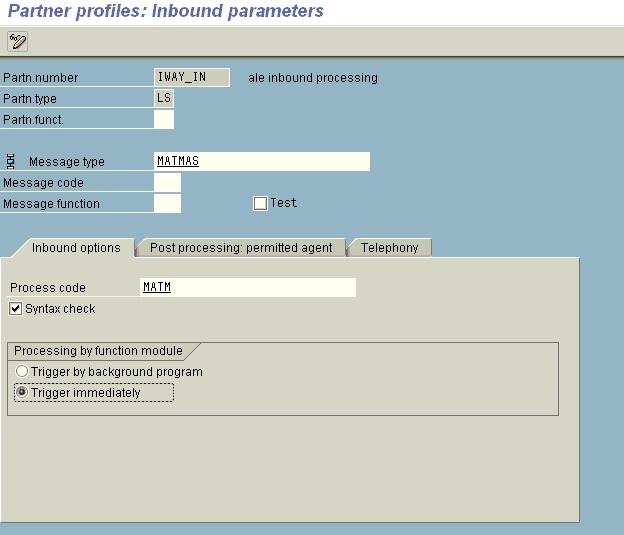 Partner profiles: Inbound parameters
Partn.number IWAY_IN ale inbound processing
Partn.type LS
Partn.funct.
Message type MATMAS
Message code
Message function Test
Inbound options Post processing: permitted agent Telephony
Process code MATM
Syntax check
Processing by function module
Trigger by background program
Trigger immediately